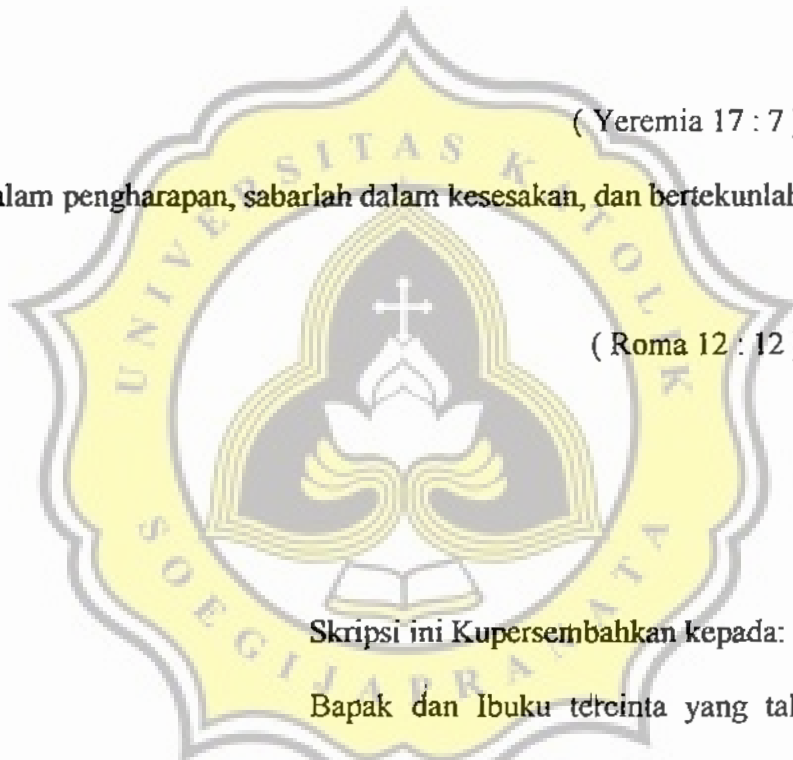 ( Yeremia 17 : 7 )
alam pengharapan, sabarlah dalam kesesakan, dan bertekunlah
( Roma 12 : 12 )
Skripsi ini Kupersembahkan kepada:
Bapak dan Ibuku tercinta yang tak
UNIVERSITAS KATOLIK
SOEGIJAPRANATA